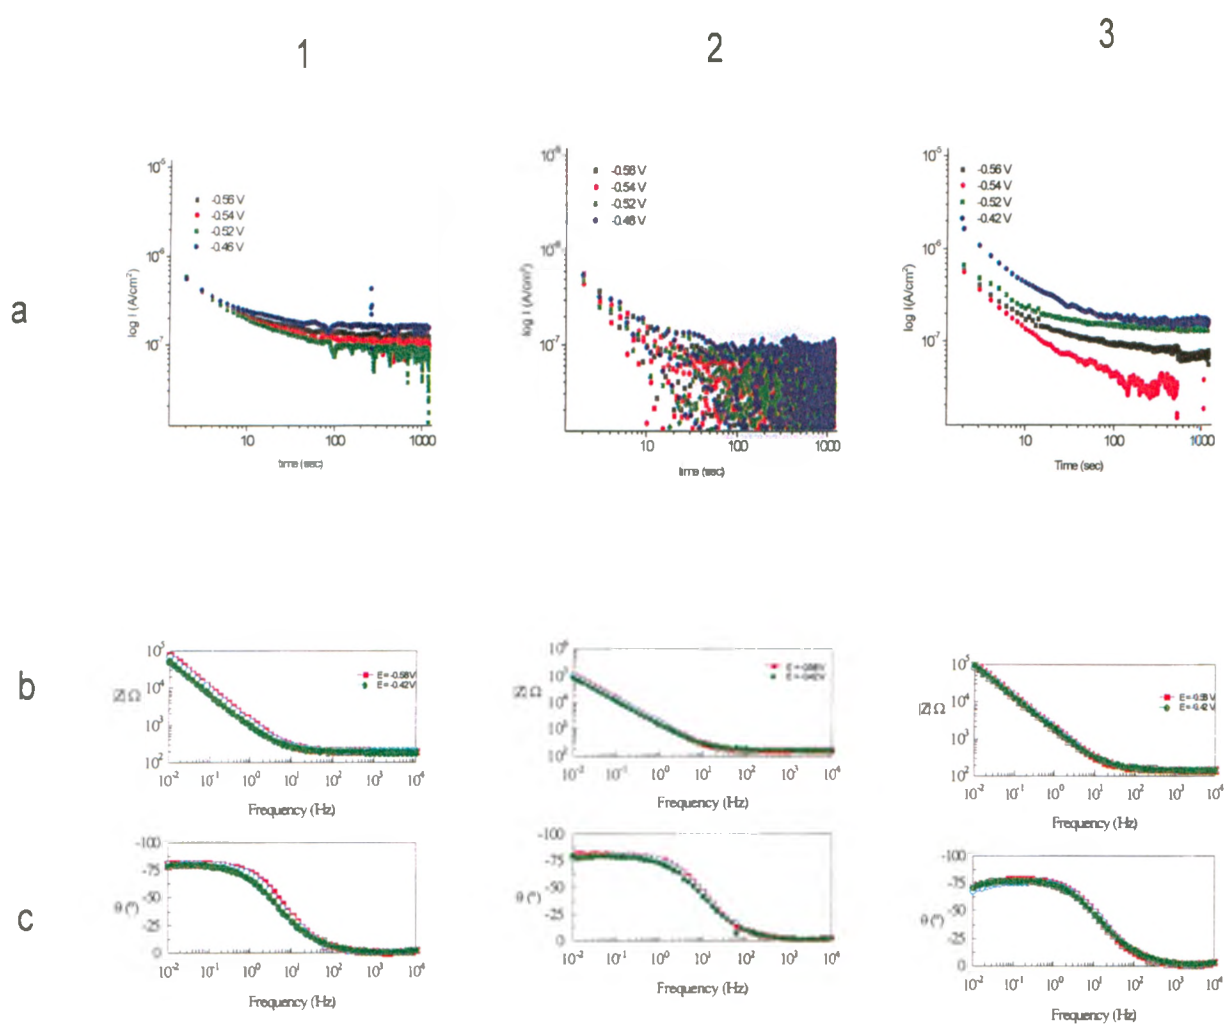 1
2
3
a
10-5
10-6
10-7
-0.56 V
-0.54 V
-0.52 V
-0.46 V
log I (A/cm2)
10
100
1000
time (sec)
10-5
10-6
10-7
-0.54 V
-0.52 V
log I (A/cm2)
10
100
1000
time (sec)
10-5
10-6
10-7
-0.56 V
-0.54 V
-0.52 V
-0.42 V
log I(A/cm2)
10
100
1000
Time (sec)
b
105
104
103
102
|Z| Ω
E = -0.58 V
E = -0.42 V
10-2 10-1 100 101 102 103 104
Frequency (Hz)
|Z| Ω
10-2 10-1 100 101 102 103 104
Frequency (Hz)
105
104
103
102
|Z| Ω
E = -0.42 V
10-2 10-1 100 101 102 103 104
Frequency (Hz)
c
-100
-75
-50
-25
0
θ (°)
10-2 10-1 100 101 102 103 104
Frequency (Hz)
-100
-75
-50
-25
0
θ (°)
10-2 10-1 100 101 102 103 104
Frequency (Hz)
-100
-75
-50
-25
0
θ (°)
10-2 10-1 100 101 102 103 104
Frequency (Hz)